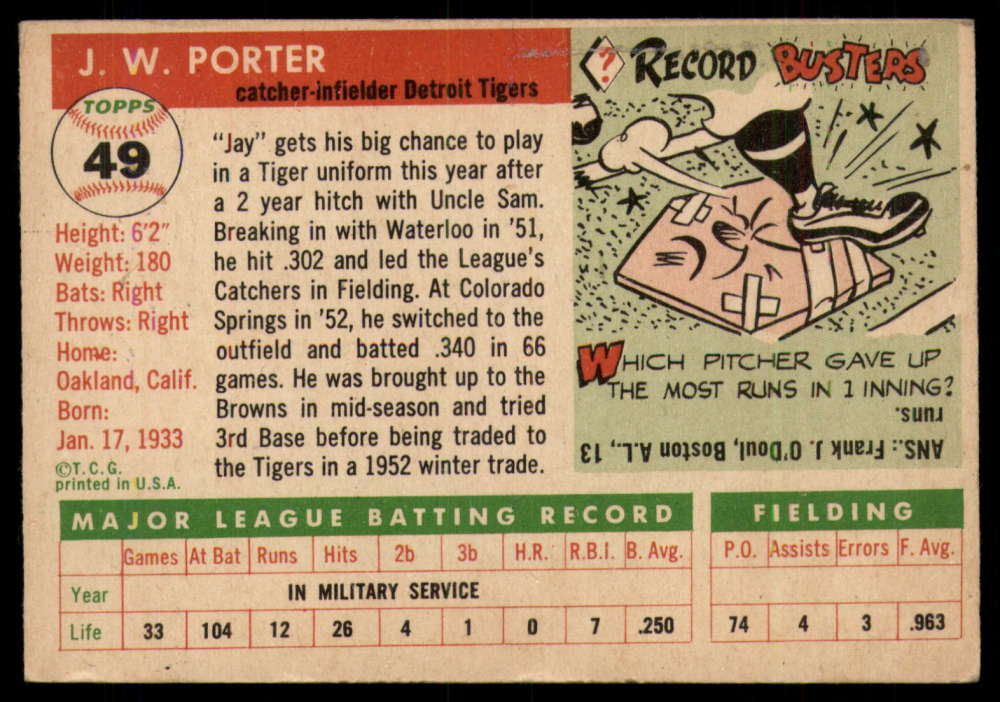 J. W. PORTER
catcher-infielder Detroit Tigers
TOPPS
49
Height: 6'2"
Weight: 180
Bats: Right
Throws: Right
Home:
Oakland, Calif.
Born:
Jan. 17, 1933
©T.C.G.
printed in U.S.A.
"Jay" gets his big chance to play
in a Tiger uniform this year after
a 2 year hitch with Uncle Sam.
Breaking in with Waterloo in '51,
he hit .302 and led the League's
Catchers in Fielding. At Colorado
Springs in '52, he switched to the
outfield and batted .340 in 66
games. He was brought up to the
Browns in mid-season and tried
3rd Base before being traded to
the Tigers in a 1952 winter trade.
? RECORD BUSTERS
WHICH PITCHER GAVE UP
THE MOST RUNS IN 1 INNING?
ANS.: Frank J. O'Doul, Boston A.L., 13
runs.
MAJOR LEAGUE BATTING RECORD
Games At Bat Runs Hits 2b 3b H.R. R.B.I. B. Avg.
Year IN MILITARY SERVICE
Life 33 104 12 26 4 1 0 7 .250
FIELDING
P.O. Assists Errors F. Avg.
74 4 3 .963